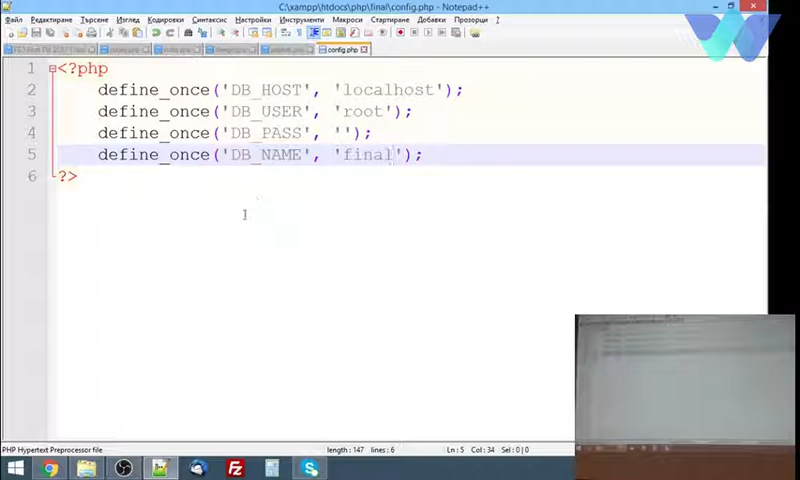 C:\xampp\htdocs\php\final\config.php - Notepad++
Файл Редактиране Търсене Изглед Кодировки Синтаксис Настройки Инструменти Макроси Стартиране Добавки Прозорци ?
config.php
1 <?php
2 define_once('DB_HOST', 'localhost');
3 define_once('DB_USER', 'root');
4 define_once('DB_PASS', '');
5 define_once('DB_NAME', 'final');
6 ?>
PHP Hypertext Preprocessor file length : 147 lines : 6 Ln : 5 Col : 34 Sel : 0 | 0